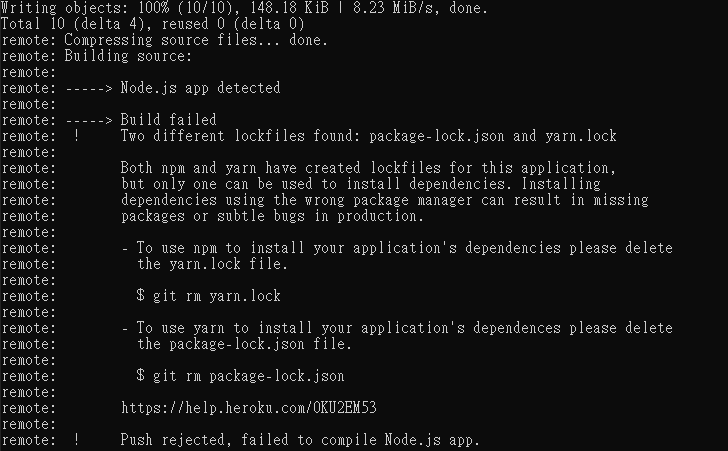 Writing objects: 100% (10/10), 148.18 KiB | 8.23 MiB/s, done.
Total 10 (delta 4), reused 0 (delta 0)
remote: Compressing source files... done.
remote: Building source:
remote:
remote: -----> Node.js app detected
remote:
remote: -----> Build failed
remote:  !     Two different lockfiles found: package-lock.json and yarn.lock
remote:
remote:        Both npm and yarn have created lockfiles for this application,
remote:        but only one can be used to install dependencies. Installing
remote:        dependencies using the wrong package manager can result in missing
remote:        packages or subtle bugs in production.
remote:
remote:        - To use npm to install your application's dependencies please delete
remote:          the yarn.lock file.
remote:
remote:          $ git rm yarn.lock
remote:
remote:        - To use yarn to install your application's dependences please delete
remote:          the package-lock.json file.
remote:
remote:          $ git rm package-lock.json
remote:
remote:        https://help.heroku.com/0KU2EM53
remote:
remote:  !     Push rejected, failed to compile Node.js app.